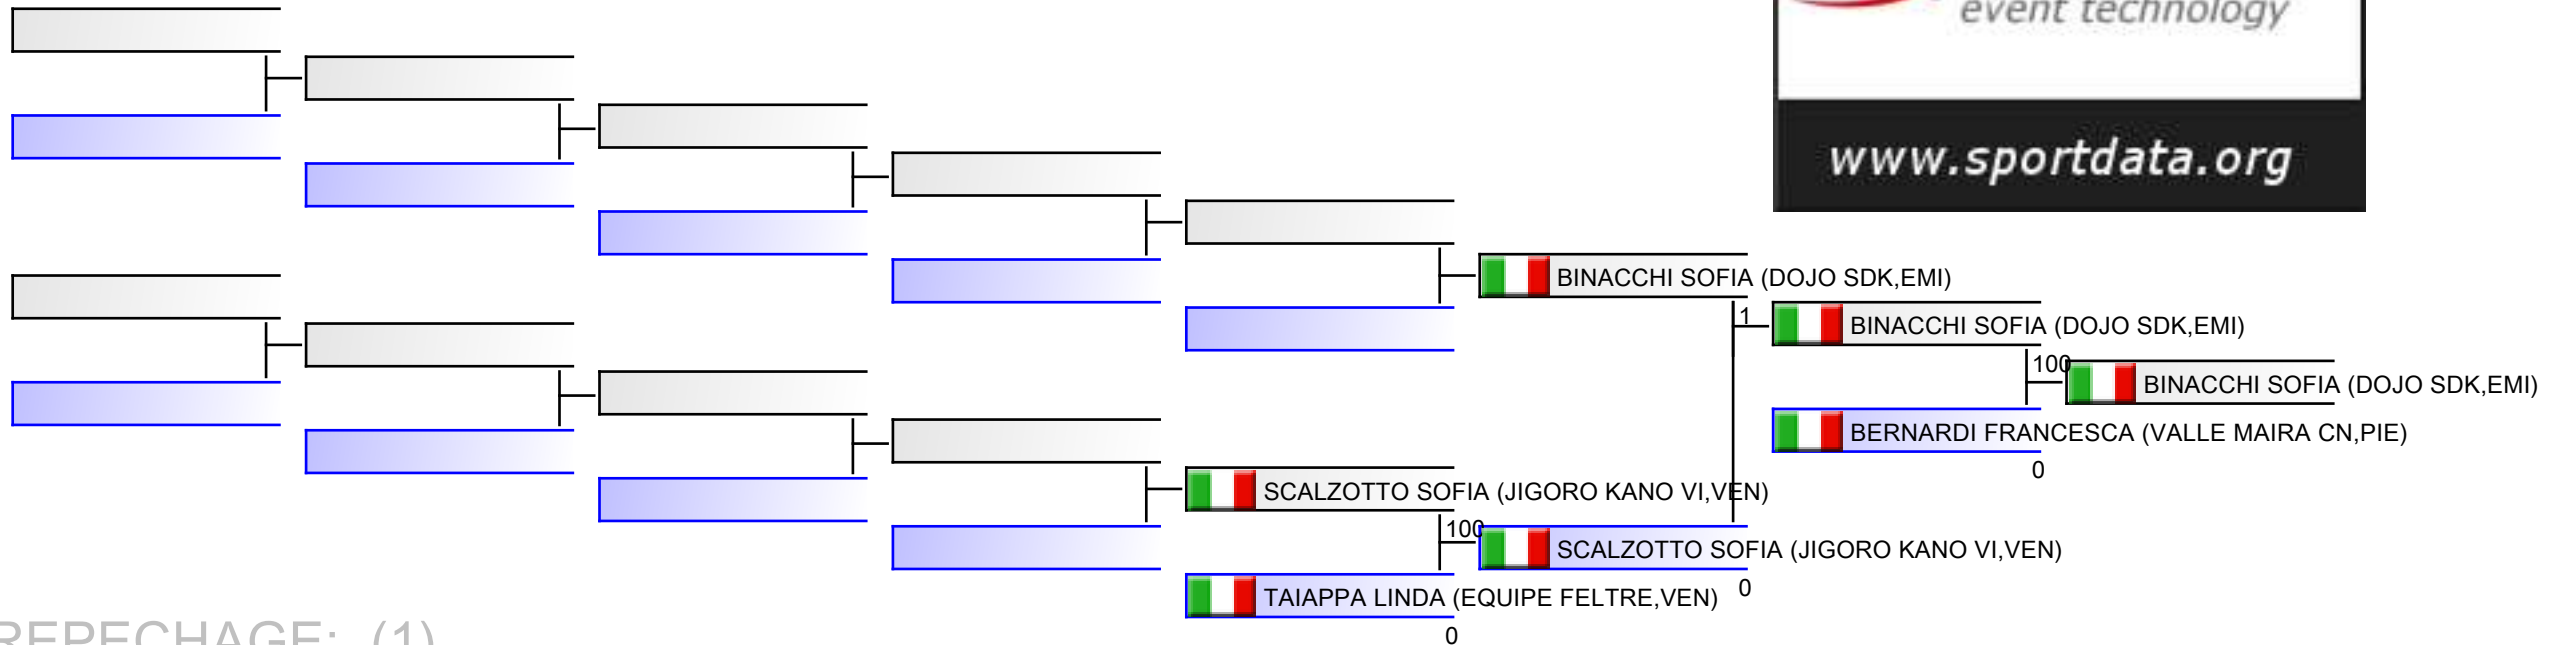 event technology
www.sportdata.org
BINACCHI SOFIA (DOJO SDK,EMI)
1
BINACCHI SOFIA (DOJO SDK,EMI)
100
BINACCHI SOFIA (DOJO SDK,EMI)
BERNARDI FRANCESCA (VALLE MAIRA CN,PIE)
0
SCALZOTTO SOFIA (JIGORO KANO VI,VEN)
100
SCALZOTTO SOFIA (JIGORO KANO VI,VEN)
0
TAIAPPA LINDA (EQUIPE FELTRE,VEN)
0
REPECHAGE: (1)